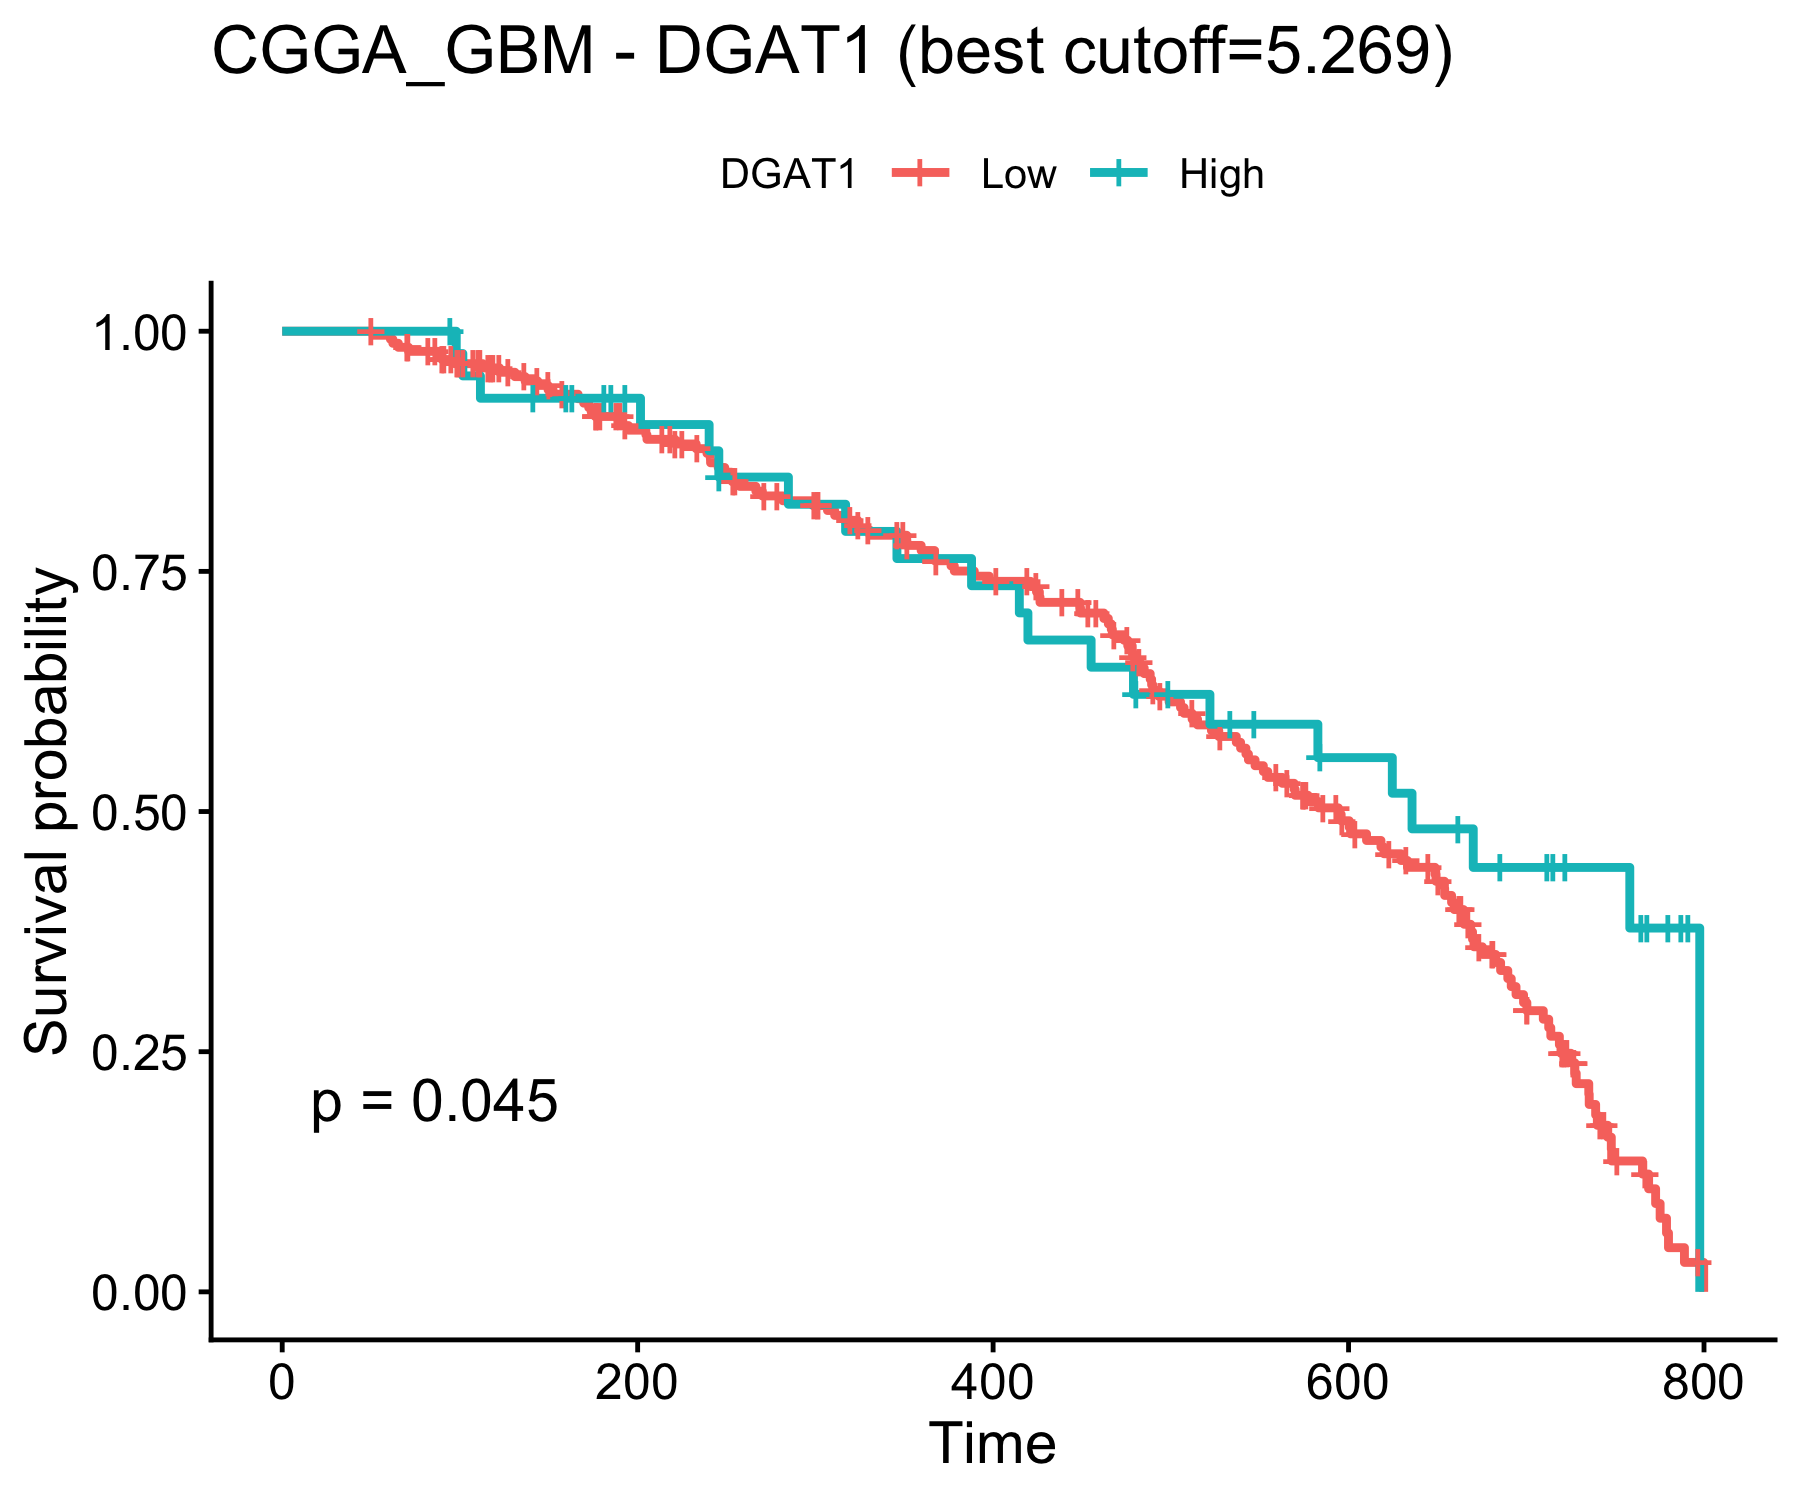 CGGA_GBM - DGAT1 (best cutoff=5.269)
DGAT1 Low High
Survival probability
1.00
0.75
0.50
0.25
0.00
p = 0.045
0 200 400 600 800
Time